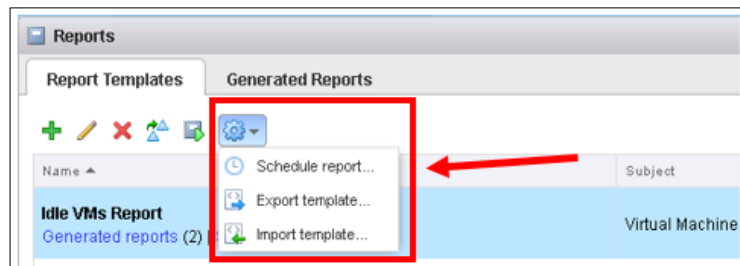 Reports
Report Templates Generated Reports
Schedule report...
Name Subject
Export template...
Idle VMs Report
Virtual Machine
Generated reports (2) |
Import template...